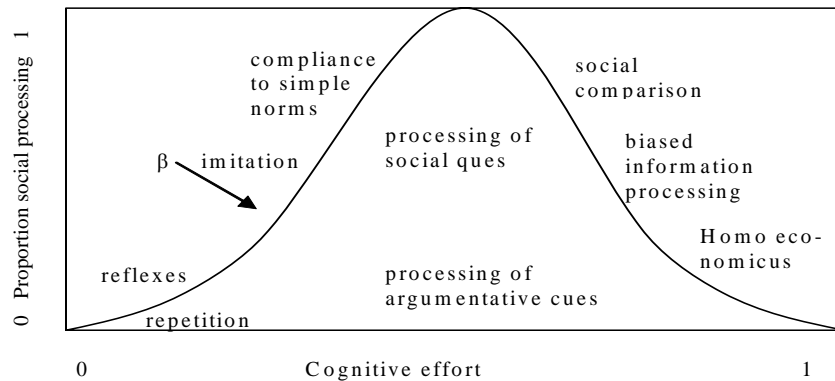 0 Proportion social processing 1
compliance
to simple
norms
social
comparison
processing of
social ques
biased
information
processing
β
imitation
Homo eco-
nomicus
reflexes
processing of
argumentative cues
repetition
0
Cognitive effort
1